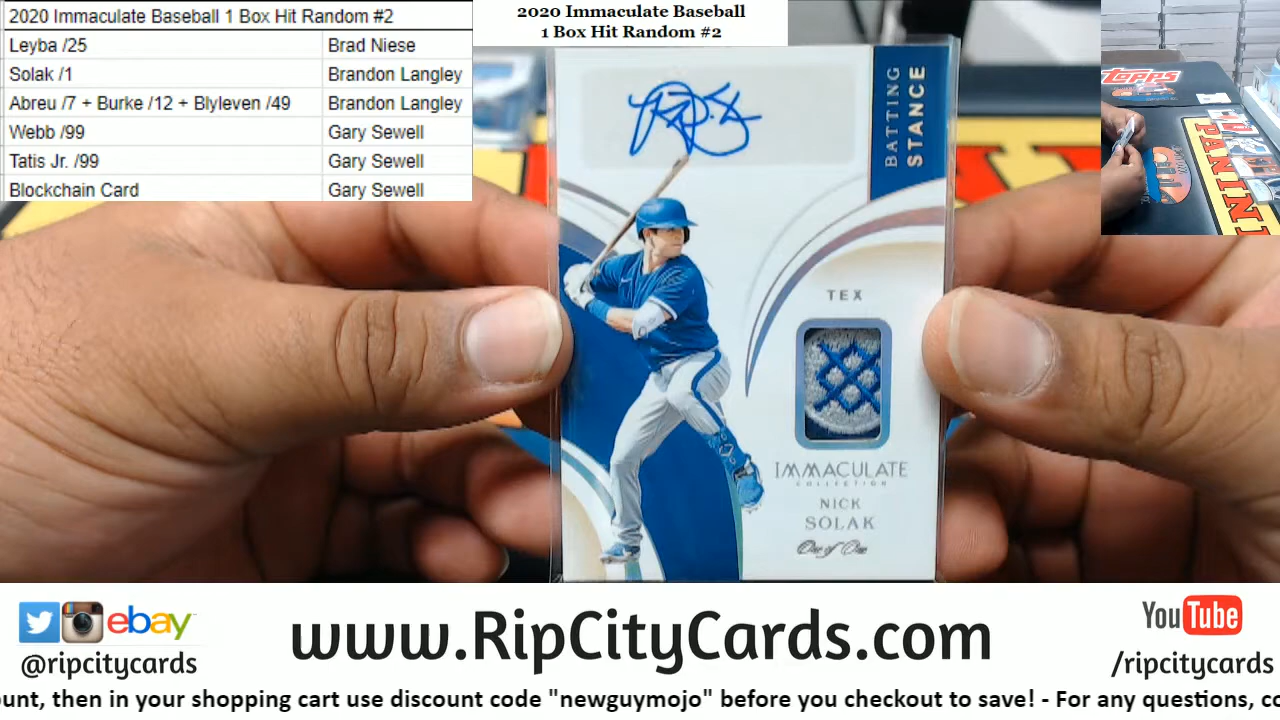 2020 Immaculate Baseball 1 Box Hit Random #2
Leyba /25 Brad Niese
Solak /1 Brandon Langley
Abreu /7 + Burke /12 + Blyleven /49 Brandon Langley
Webb /99 Gary Sewell
Tatis Jr. /99 Gary Sewell
Blockchain Card Gary Sewell
2020 Immaculate Baseball
1 Box Hit Random #2
BATTING
STANCE
TEX
IMMACULATE
COLLECTION
NICK
SOLAK
One of One
TOPPS
PANINI
ebay
@ripcitycards
www.RipCityCards.com
YouTube
/ripcitycards
ount, then in your shopping cart use discount code "newguymojo" before you checkout to save! - For any questions, co